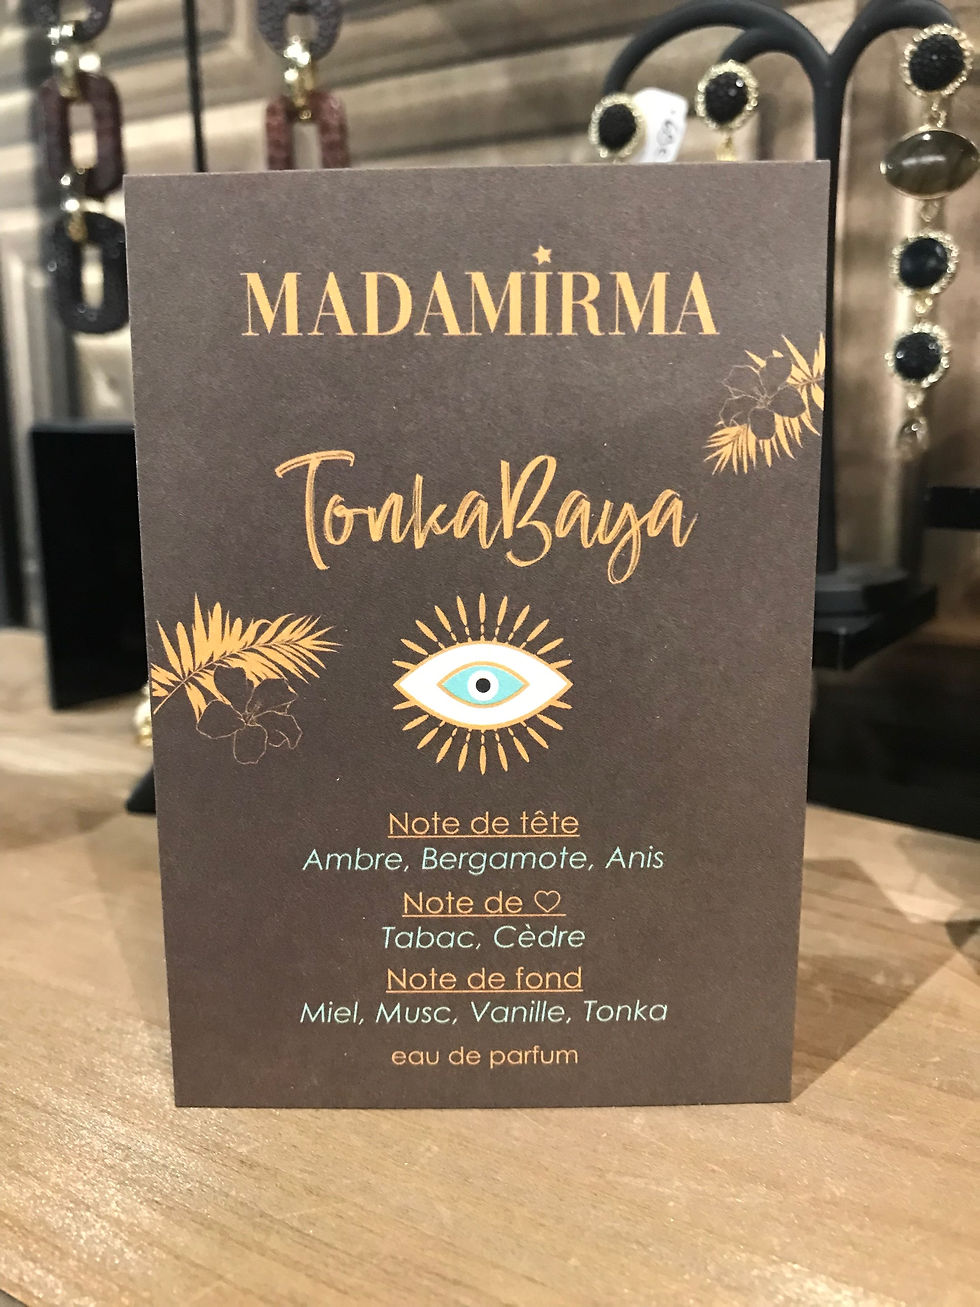 MADAMIRMA
TonkaBaya
Note de tête
Ambre, Bergamote, Anis
Note de ♡
Tabac, Cèdre
Note de fond
Miel, Musc, Vanille, Tonka
eau de parfum